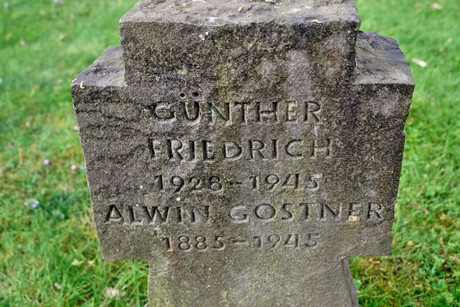 GÜNTHER
FRIEDRICH
1928-1945
ALWIN GOSTNER
1885-1945